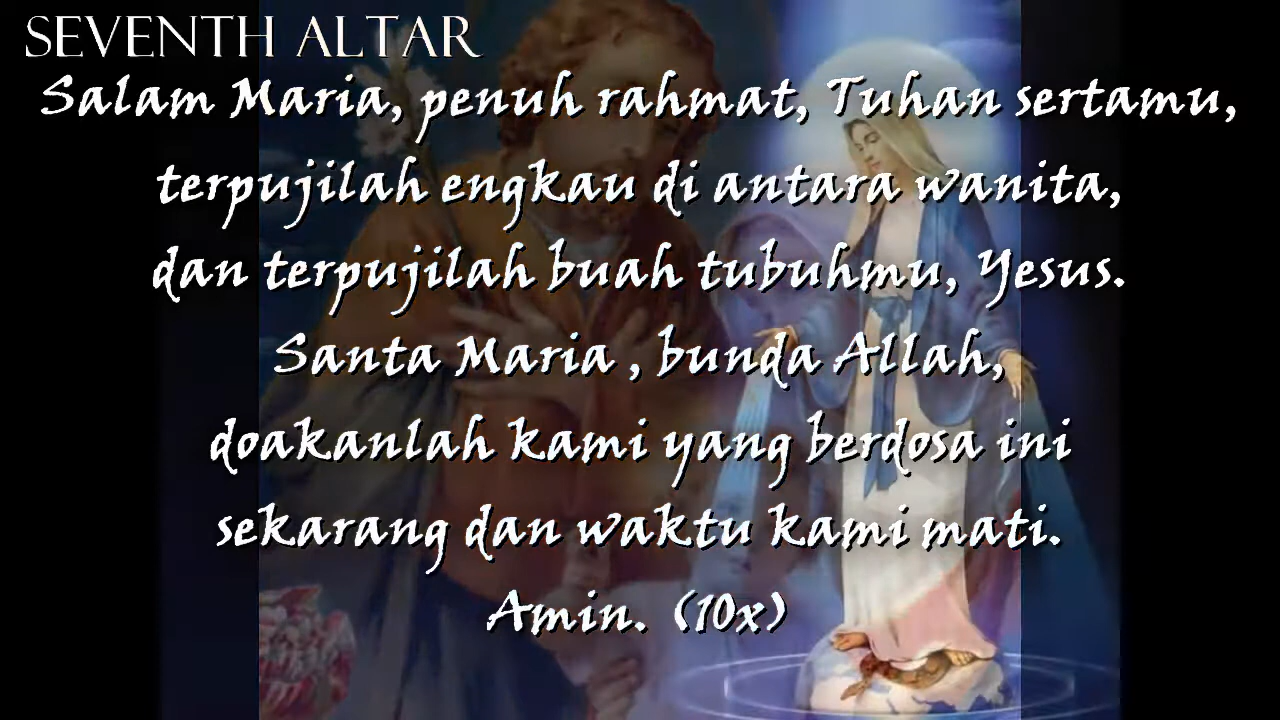 SEVENTH ALTAR
Salam Maria, penuh rahmat, Tuhan sertamu,
terpujilah engkau di antara wanita,
dan terpujilah buah tubuhmu, Yesus.
Santa Maria , bunda Allah,
doakanlah kami yang berdosa ini
sekarang dan waktu kami mati.
Amin. (10x)